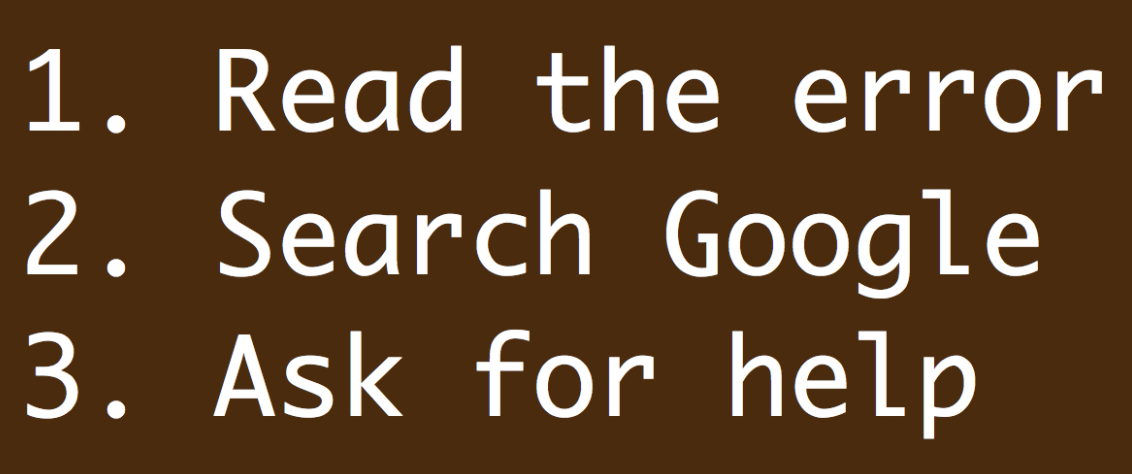 1. Read the error
2. Search Google
3. Ask for help